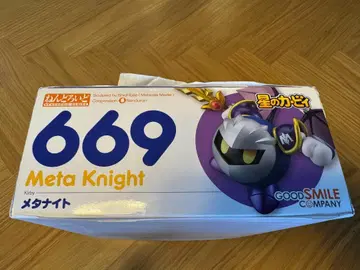 ねんどろいど
669
Meta Knight
Kirby
メタナイト
星のカービィ
GOOD SMILE
COMPANY